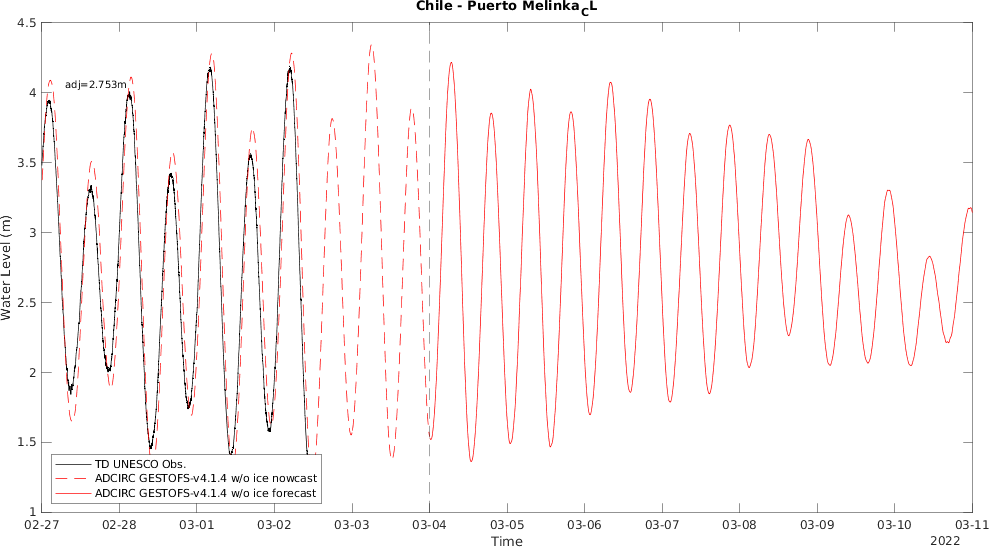 Chile - Puerto MelinkaCL
adj=2.753m
4.5
4
3.5
3
2.5
2
1.5
1
Water Level (m)
TD UNESCO Obs.
ADCIRC GESTOFS-v4.1.4 w/o ice nowcast
ADCIRC GESTOFS-v4.1.4 w/o ice forecast
02-27 02-28 03-01 03-02 03-03 03-04 03-05 03-06 03-07 03-08 03-09 03-10 03-11
Time
2022